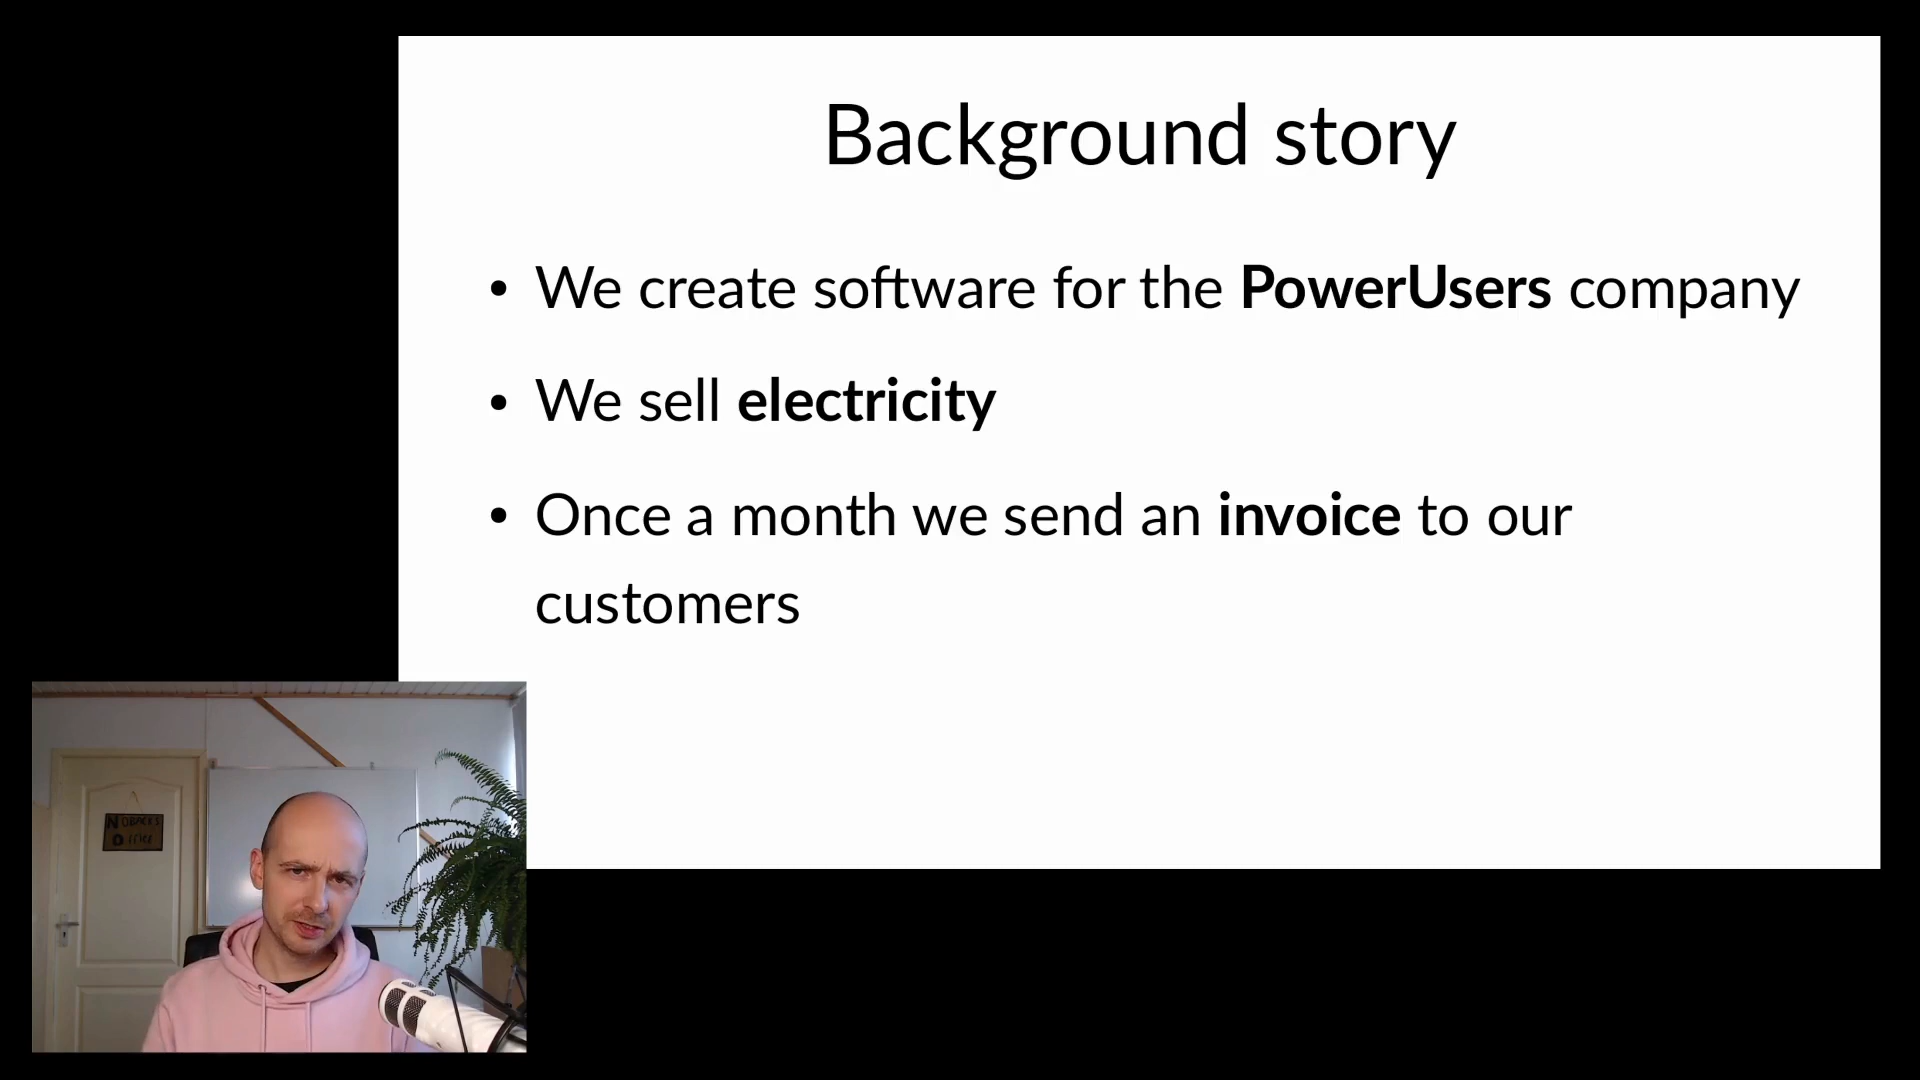 Background story
• We create software for the PowerUsers company
• We sell electricity
• Once a month we send an invoice to our
customers
Office